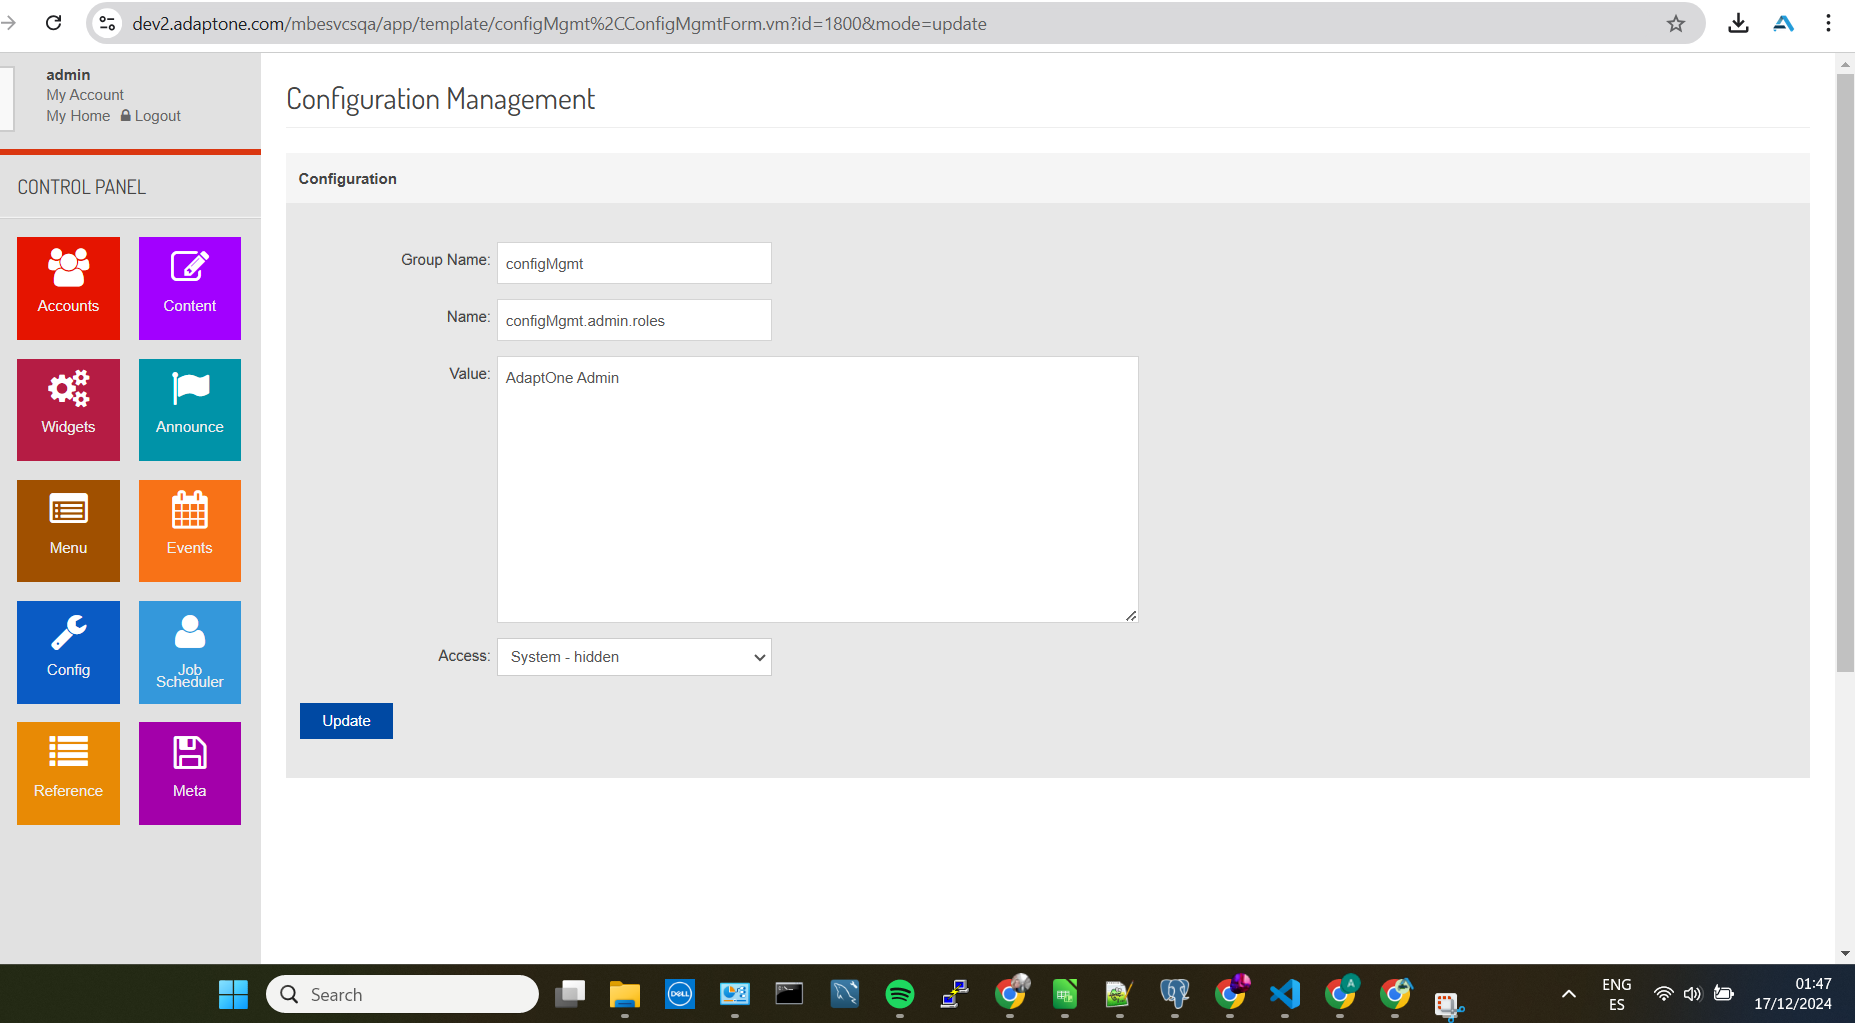 dev2.adaptone.com/mbesvcsqa/app/template/configMgmt%2CConfigMgmtForm.vm?id=1800&mode=update
admin
My Account
My Home Logout
CONTROL PANEL
Accounts
Content
Widgets
Announce
Menu
Events
Config
Job Scheduler
Reference
Meta
Configuration Management
Configuration
Group Name: configMgmt
Name: configMgmt.admin.roles
Value: AdaptOne Admin
Access: System - hidden
Update
Search
DELL
A
ENG
ES
01:47
17/12/2024